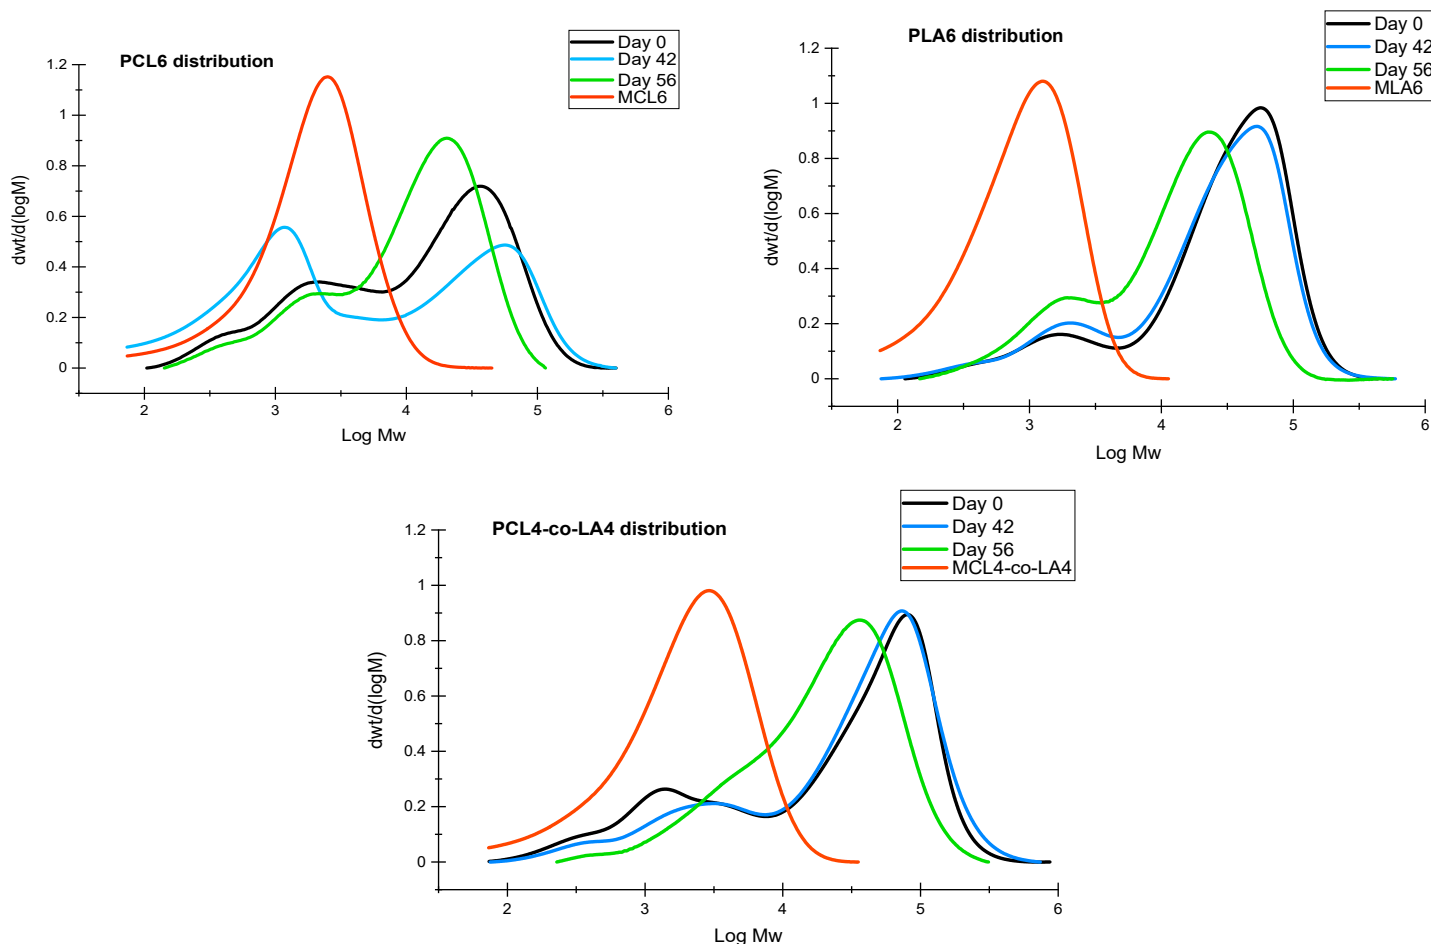 PCL6 distribution
Day 0
Day 42
Day 56
MCL6
dwt/d(logM)
1.2
1
0.8
0.6
0.4
0.2
0
2 3 4 5 6
Log Mw
PLA6 distribution
Day 0
Day 42
Day 56
MLA6
dwt/d(logM)
1.2
1
0.8
0.6
0.4
0.2
0
2 3 4 5 6
Log Mw
PCL4-co-LA4 distribution
Day 0
Day 42
Day 56
MCL4-co-LA4
dwt/d(logM)
1.2
1
0.8
0.6
0.4
0.2
0
2 3 4 5 6
Log Mw